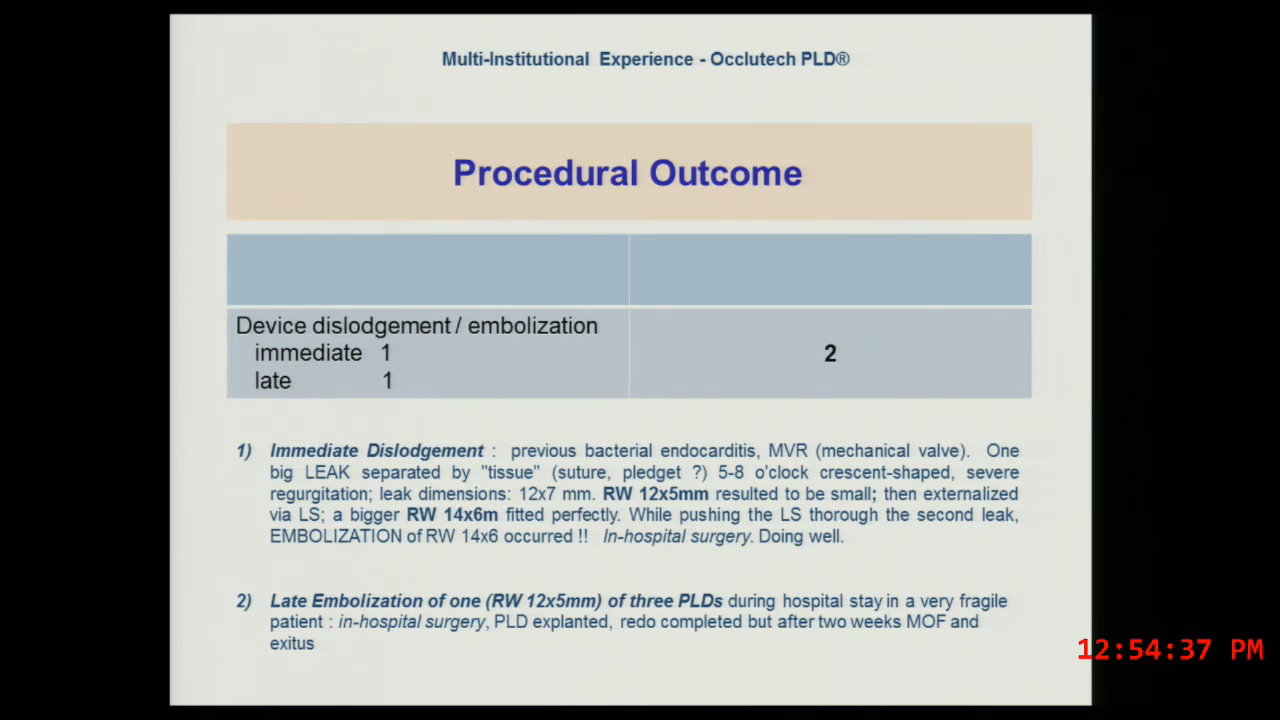 Multi-Institutional Experience - Occlutech PLD®
Procedural Outcome
Device dislodgement / embolization
immediate 1
late 1
2
1) Immediate Dislodgement : previous bacterial endocarditis, MVR (mechanical valve). One
big LEAK separated by "tissue" (suture, pledget ?) 5-8 o'clock crescent-shaped, severe
regurgitation; leak dimensions: 12x7 mm. RW 12x5mm resulted to be small; then externalized
via LS; a bigger RW 14x6m fitted perfectly. While pushing the LS thorough the second leak,
EMBOLIZATION of RW 14x6 occurred !! In-hospital surgery. Doing well.
2) Late Embolization of one (RW 12x5mm) of three PLDs during hospital stay in a very fragile
patient : in-hospital surgery, PLD explanted, redo completed but after two weeks MOF and
exitus
12:54:37 PM